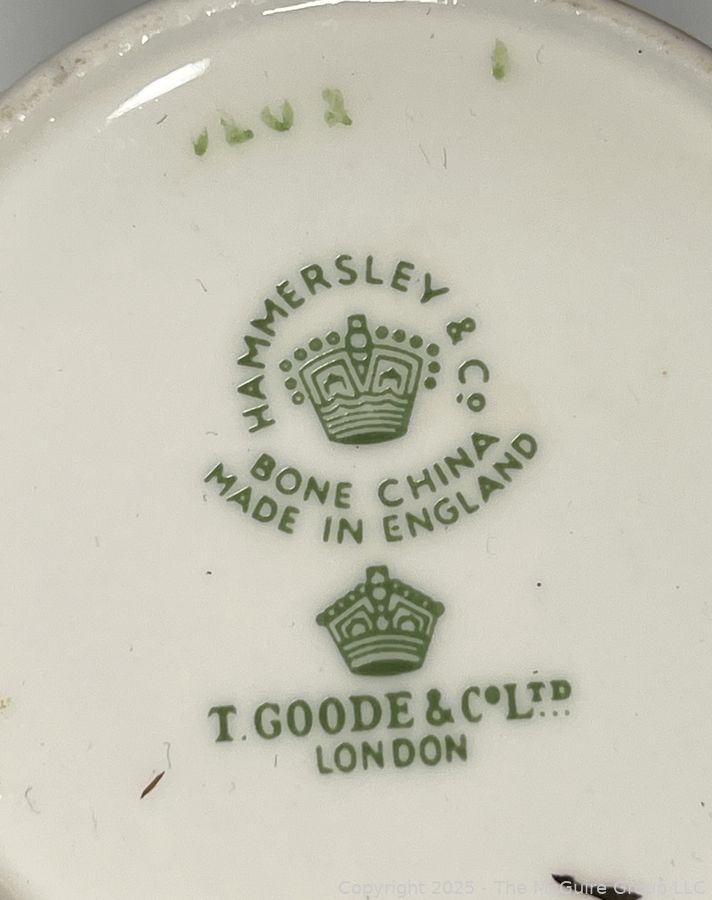 HAMMERSLEY & Co.
BONE CHINA
MADE IN ENGLAND
T. GOODE & Co LTD
LONDON
Copyright 2025 - The McGuire Group LLC